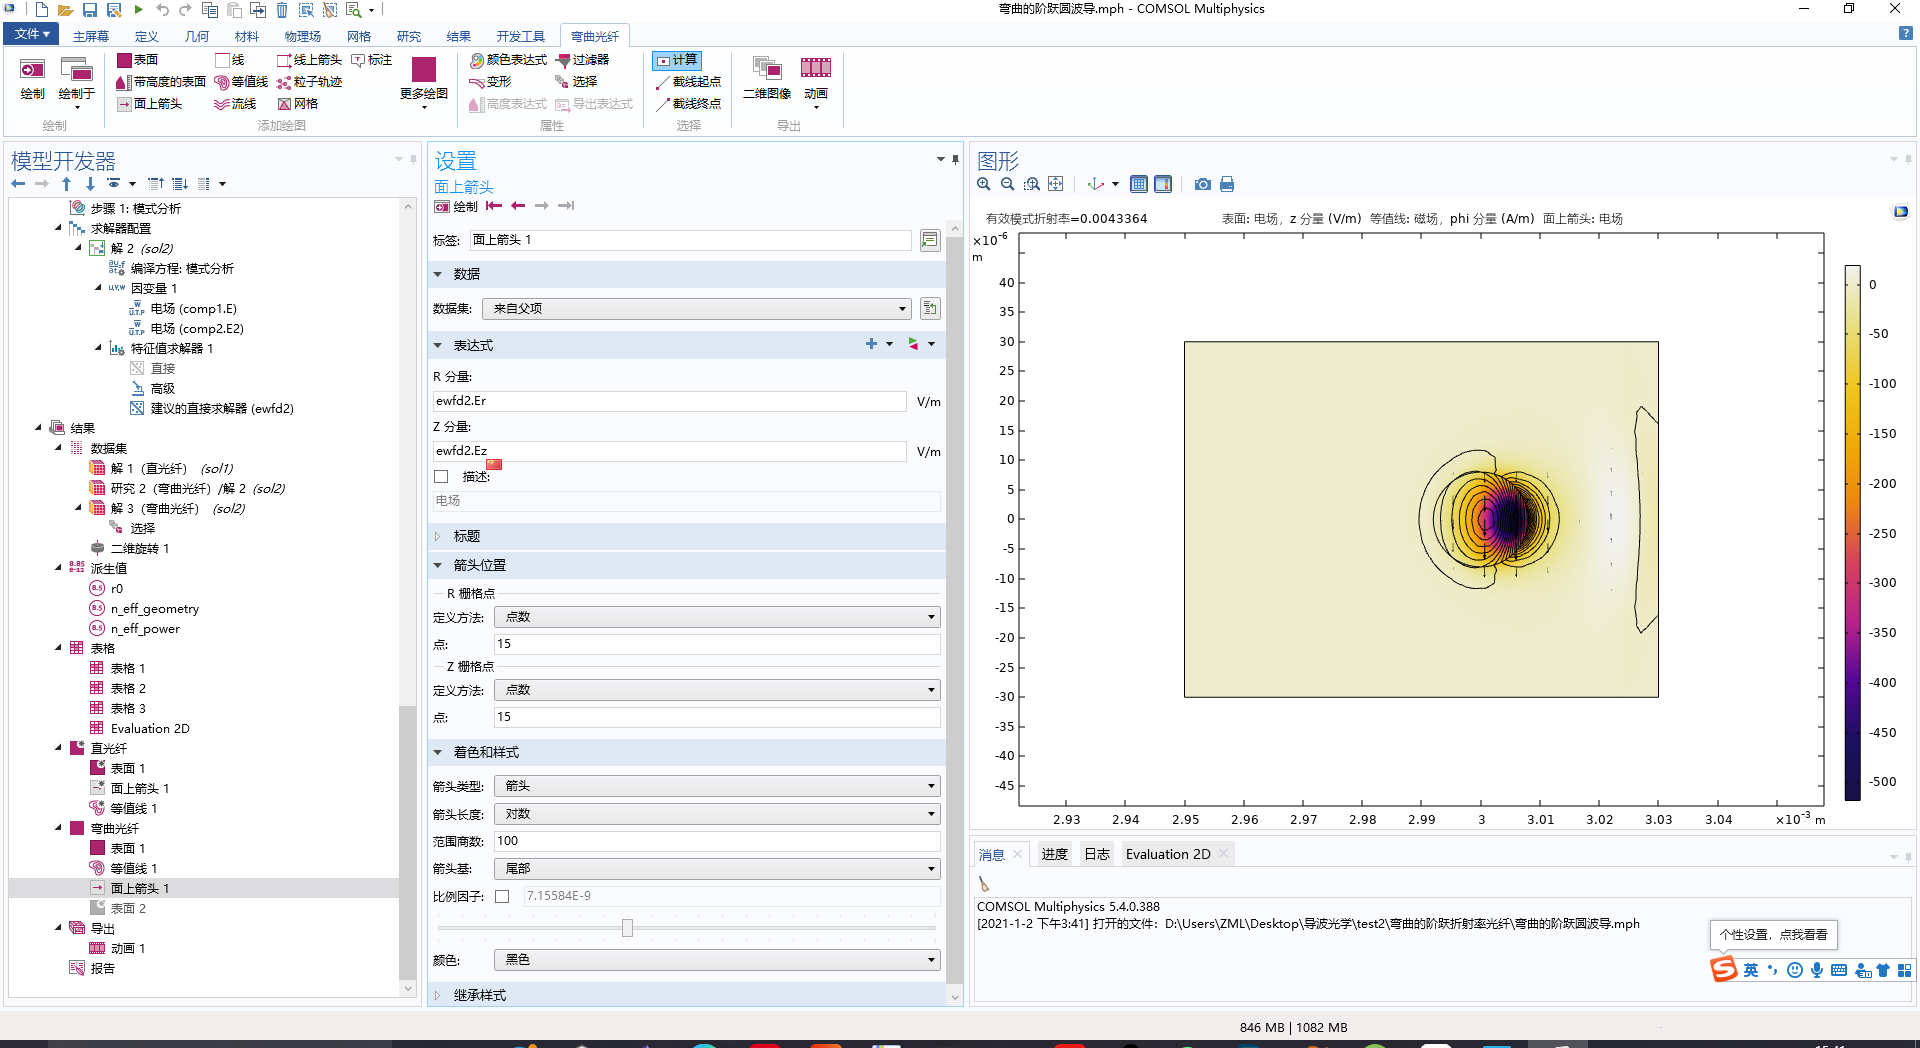 弯曲的阶跃圆波导.mph - COMSOL Multiphysics
文件
主屏幕
定义
几何
材料
物理场
网格
研究
结果
开发工具
弯曲光纤
绘制
绘制于
绘制
表面
带高度的表面
面上箭头
线
等值线
流线
线上箭头
粒子轨迹
网格
标注
更多绘图
添加绘图
颜色表达式
变形
高度表达式
过滤器
选择
导出表达式
属性
计算
截线起点
截线终点
选择
二维图像
动画
导出
模型开发器
步骤 1: 模式分析
求解器配置
解 2 (sol2)
编译方程: 模式分析
因变量 1
电场 (comp1.E)
电场 (comp2.E2)
特征值求解器 1
直接
高级
建议的直接求解器 (ewfd2)
结果
数据集
解 1（直光纤） (sol1)
研究 2（弯曲光纤）/解 2 (sol2)
解 3（弯曲光纤） (sol2)
选择
二维旋转 1
派生值
r0
n_eff_geometry
n_eff_power
表格
表格 1
表格 2
表格 3
Evaluation 2D
直光纤
表面 1
面上箭头 1
等值线 1
弯曲光纤
表面 1
等值线 1
面上箭头 1
表面 2
导出
动画 1
报告
设置
面上箭头
绘制
标签: 面上箭头 1
数据
数据集: 来自父项
表达式
R 分量:
ewfd2.Er V/m
Z 分量:
ewfd2.Ez V/m
描述:
电场
标题
箭头位置
R 栅格点
定义方法: 点数
点: 15
Z 栅格点
定义方法: 点数
点: 15
着色和样式
箭头类型: 箭头
箭头长度: 对数
范围商数: 100
箭头基: 尾部
比例因子: 7.15584E-9
颜色: 黑色
继承样式
图形
有效模式折射率=0.0043364 表面: 电场，z 分量 (V/m) 等值线: 磁场，phi 分量 (A/m) 面上箭头: 电场
×10⁻⁶
m
40
35
30
25
20
15
10
5
0
-5
-10
-15
-20
-25
-30
-35
-40
-45
2.93 2.94 2.95 2.96 2.97 2.98 2.99 3 3.01 3.02 3.03 3.04 ×10⁻³ m
0
-50
-100
-150
-200
-250
-300
-350
-400
-450
-500
消息 进度 日志 Evaluation 2D
COMSOL Multiphysics 5.4.0.388
[2021-1-2 下午3:41] 打开的文件：D:\Users\ZML\Desktop\导波光学\test2\弯曲的阶跃折射率光纤\弯曲的阶跃圆波导.mph
个性设置，点我看看
英
846 MB | 1082 MB